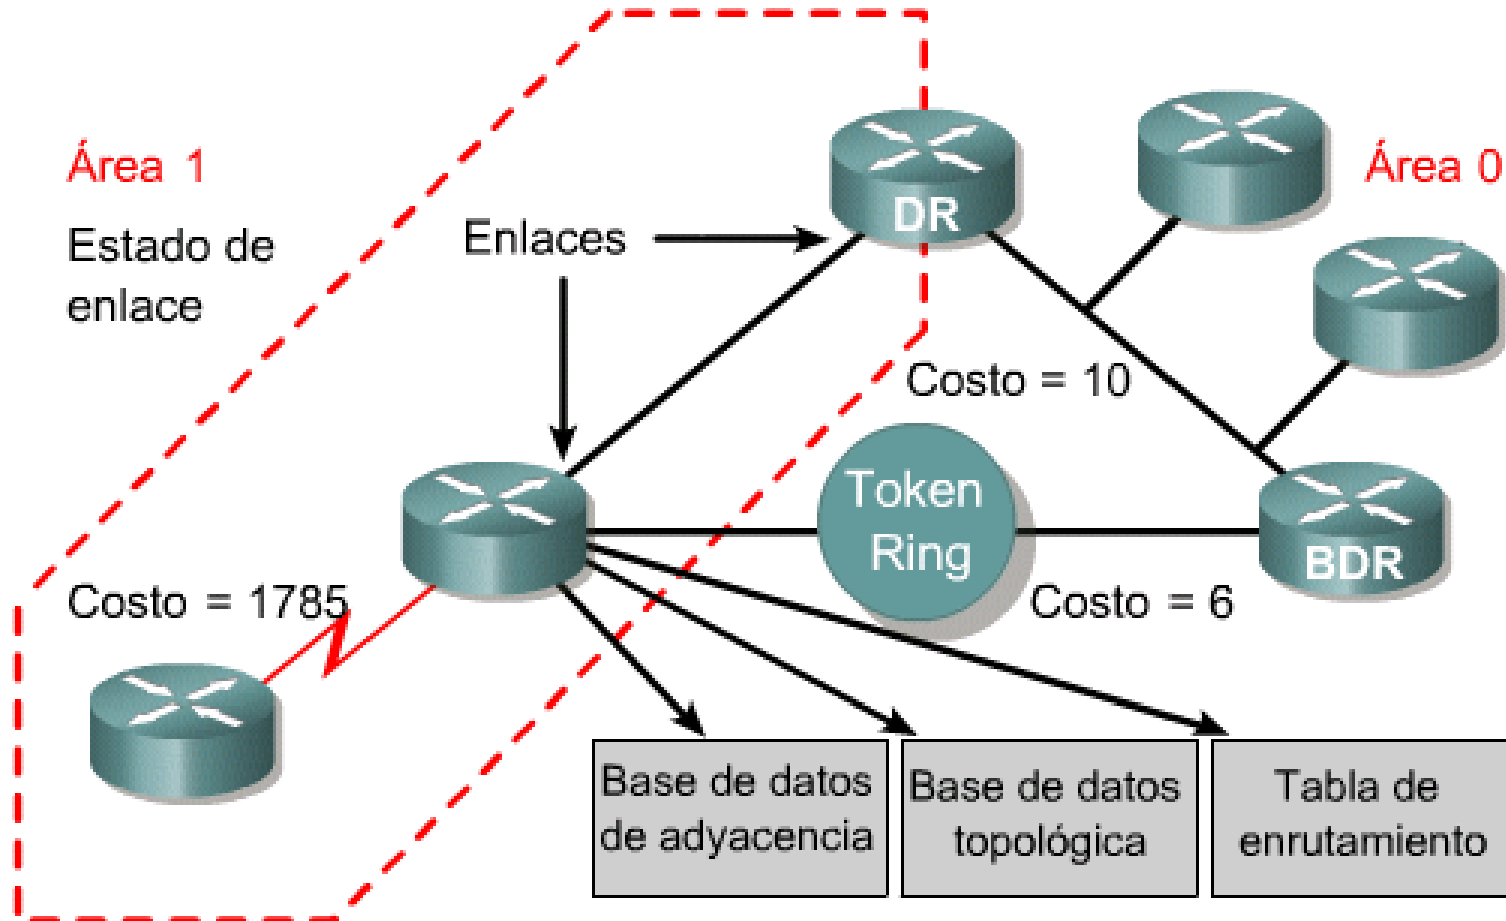 Área 1
Estado de
enlace
Enlaces
DR
Área 0
Costo = 10
Token
Ring
BDR
Costo = 1785
Costo = 6
Base de datos
de adyacencia
Base de datos
topológica
Tabla de
enrutamiento